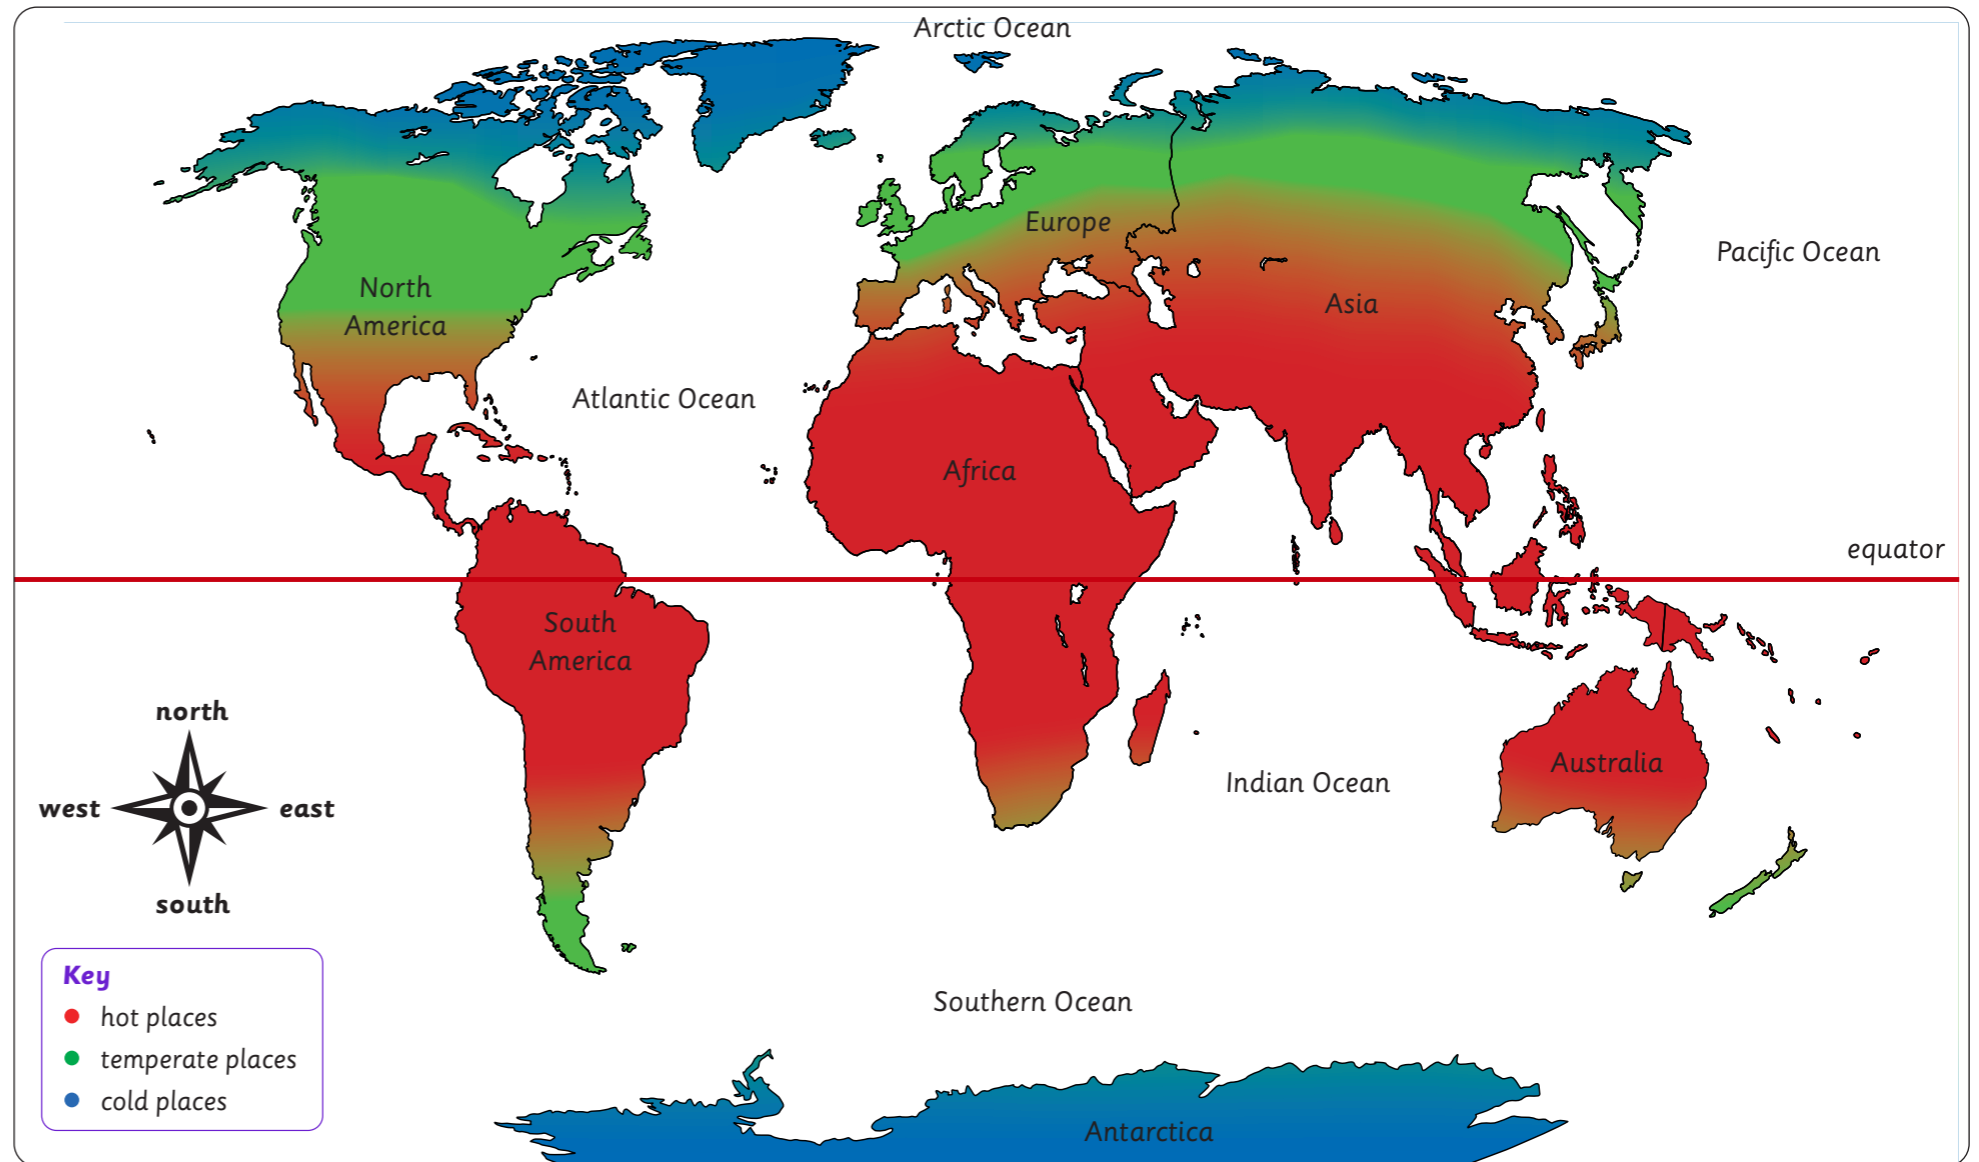 Arctic Ocean
Europe
Pacific Ocean
North
America
Asia
Atlantic Ocean
Africa
equator
South
America
north
west
east
south
Australia
Indian Ocean
Key
hot places
temperate places
cold places
Southern Ocean
Antarctica